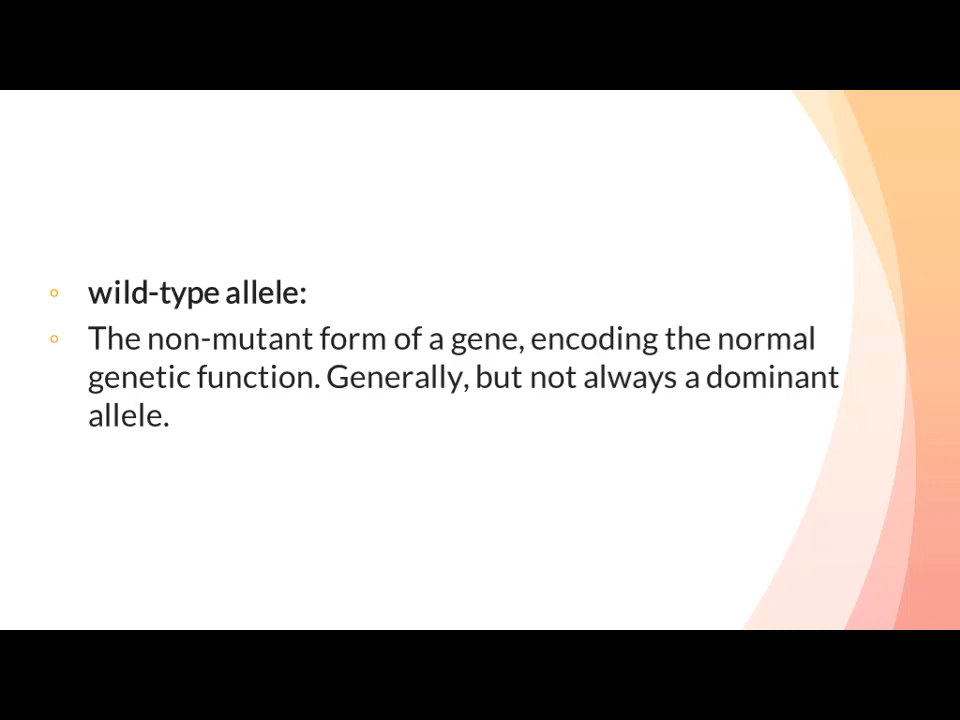 wild-type allele:
The non-mutant form of a gene, encoding the normal
genetic function. Generally, but not always a dominant
allele.